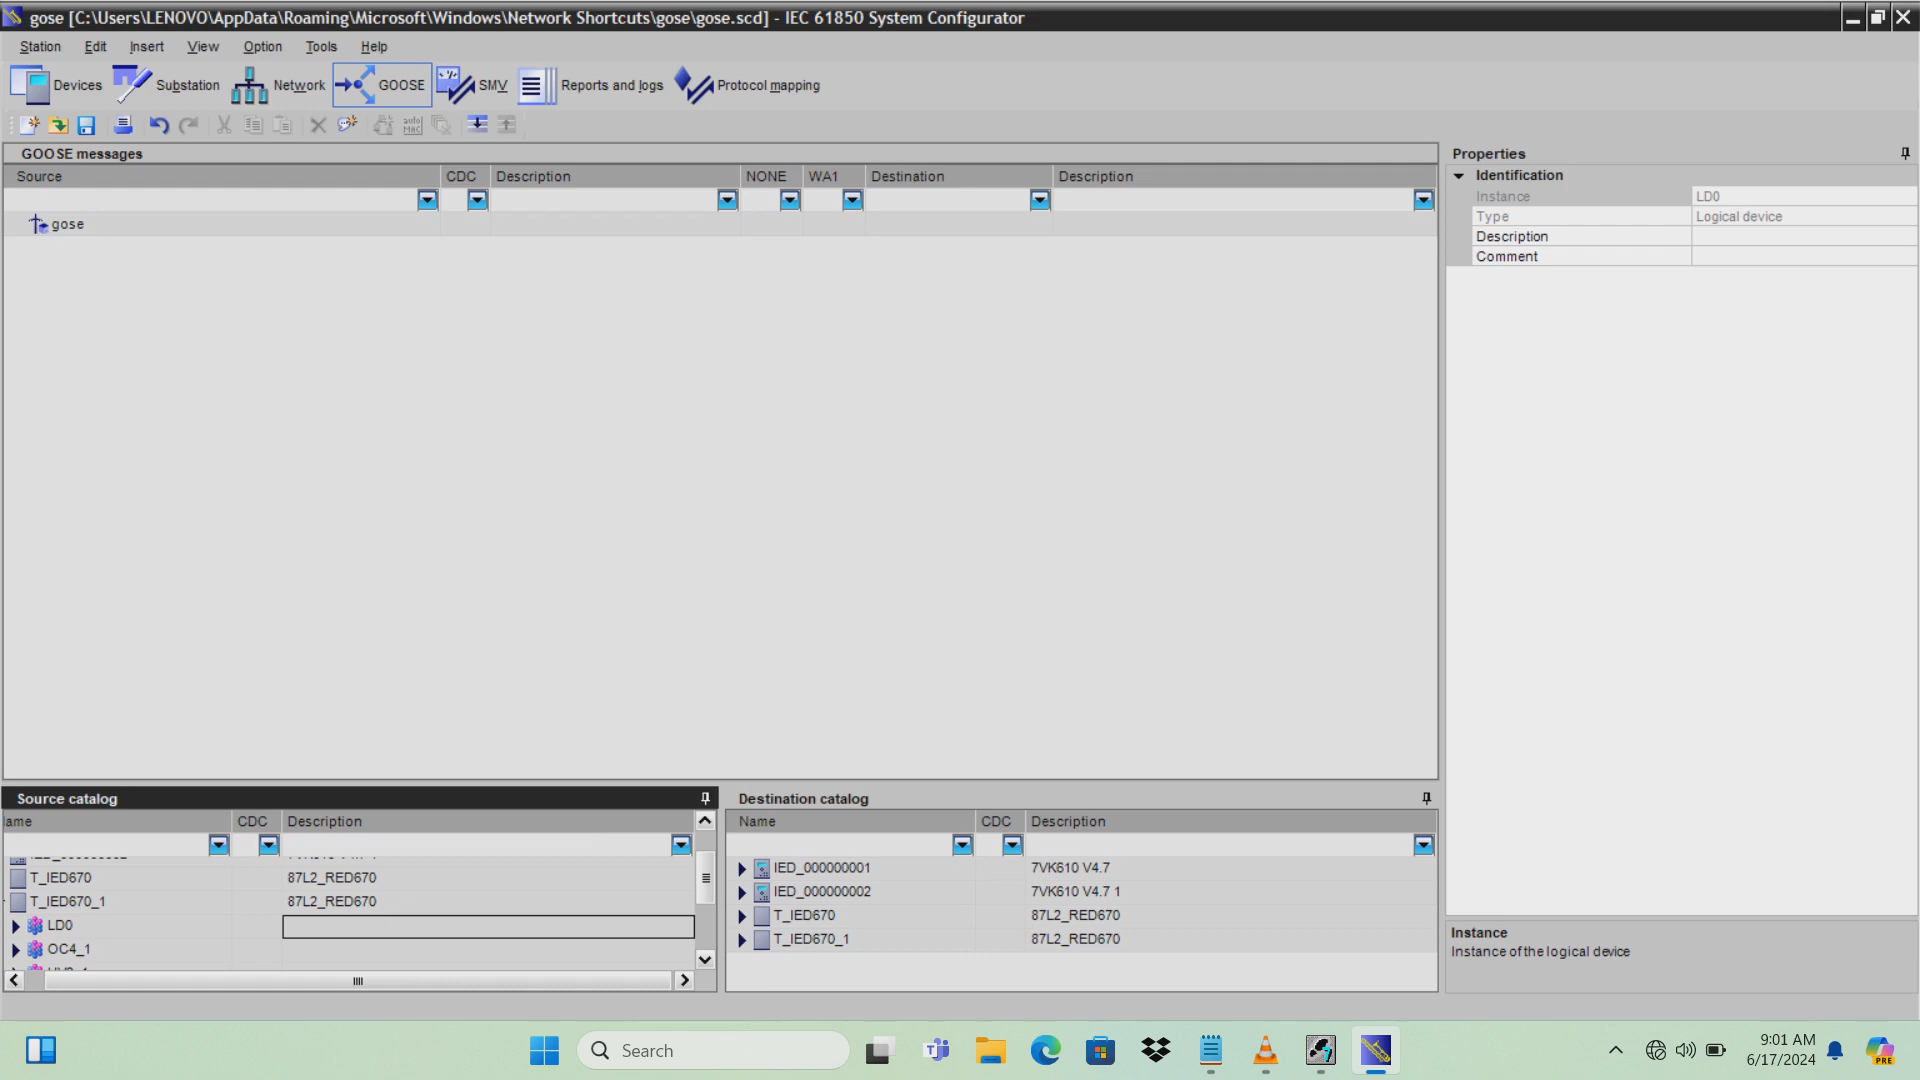 gose [C:\Users\LENOVO\AppData\Roaming\Microsoft\Windows\Network Shortcuts\gose\gose.scd] - IEC 61850 System Configurator
Station Edit Insert View Option Tools Help
Devices Substation Network GOOSE SMV Reports and logs Protocol mapping
auto MAC
GOOSE messages
Source CDC Description NONE WA1 Destination Description
gose
Properties
Identification
Instance LD0
Type Logical device
Description
Comment
Instance
Instance of the logical device
Source catalog
ame CDC Description
T_IED670 87L2_RED670
T_IED670_1 87L2_RED670
LD0
OC4_1
Destination catalog
Name CDC Description
IED_000000001 7VK610 V4.7
IED_000000002 7VK610 V4.7 1
T_IED670 87L2_RED670
T_IED670_1 87L2_RED670
Search
9:01 AM
6/17/2024
PRE